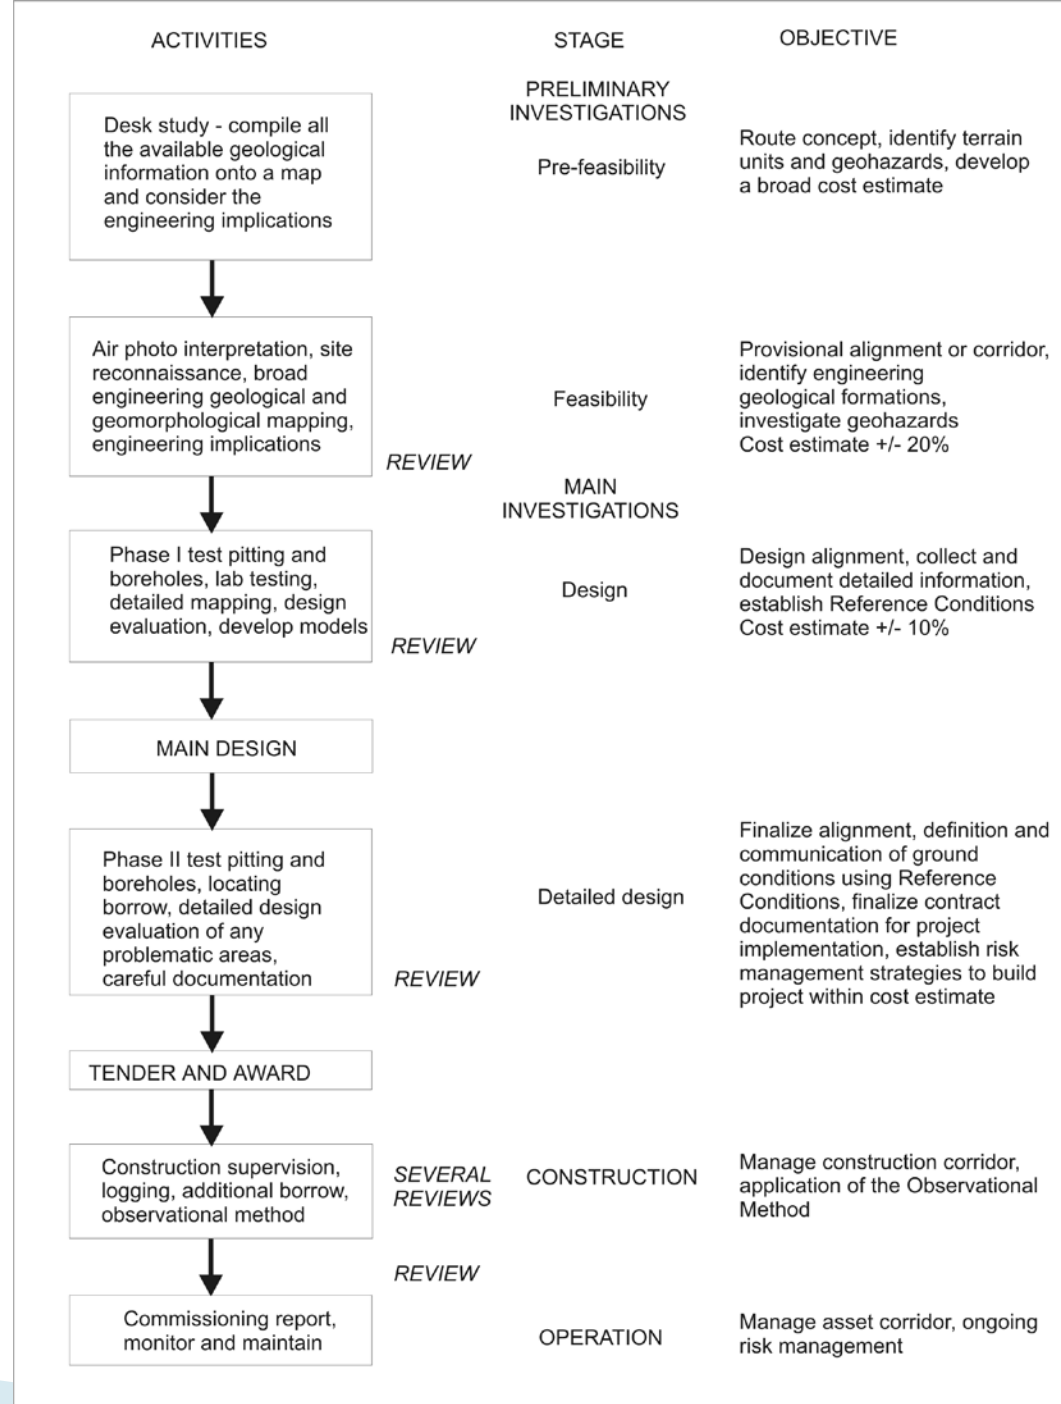 ACTIVITIES
STAGE
OBJECTIVE
PRELIMINARY
INVESTIGATIONS
Desk study - compile all
the available geological
information onto a map
and consider the
engineering implications
Pre-feasibility
Route concept, identify terrain
units and geohazards, develop
a broad cost estimate
Air photo interpretation, site
reconnaissance, broad
engineering geological and
geomorphological mapping,
engineering implications
REVIEW
Feasibility
Provisional alignment or corridor,
identify engineering
geological formations,
investigate geohazards
Cost estimate +/- 20%
MAIN
INVESTIGATIONS
Phase I test pitting and
boreholes, lab testing,
detailed mapping, design
evaluation, develop models
REVIEW
Design
Design alignment, collect and
document detailed information,
establish Reference Conditions
Cost estimate +/- 10%
MAIN DESIGN
Phase II test pitting and
boreholes, locating
borrow, detailed design
evaluation of any
problematic areas,
careful documentation
REVIEW
Detailed design
Finalize alignment, definition and
communication of ground
conditions using Reference
Conditions, finalize contract
documentation for project
implementation, establish risk
management strategies to build
project within cost estimate
TENDER AND AWARD
Construction supervision,
logging, additional borrow,
observational method
SEVERAL
REVIEWS
CONSTRUCTION
Manage construction corridor,
application of the Observational
Method
REVIEW
Commissioning report,
monitor and maintain
OPERATION
Manage asset corridor, ongoing
risk management